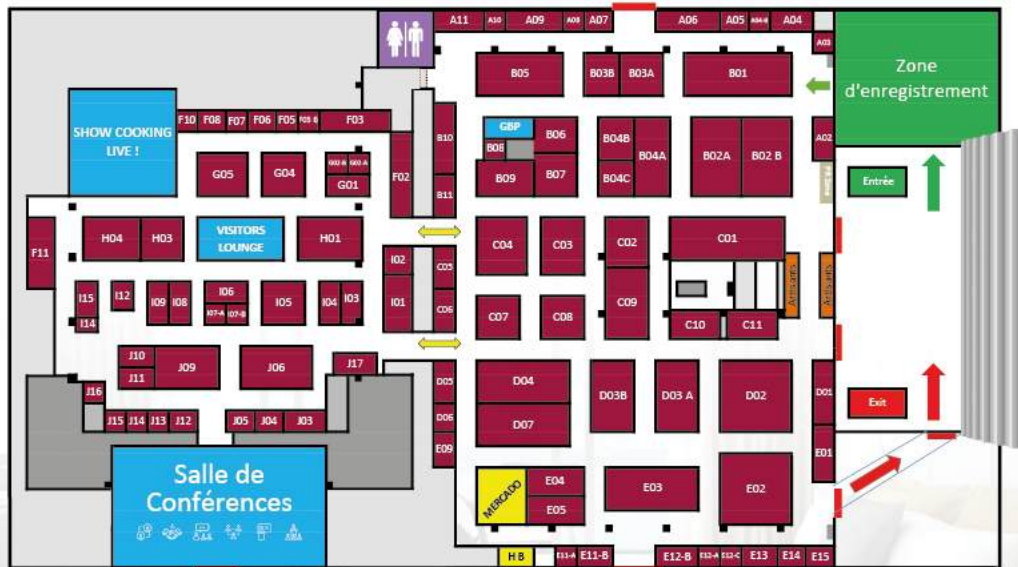 A11 A10 A09 A08 A07 A06 A05 A04-B A04
A03
Zone
d'enregistrement
B05 B03B B03A B01
SHOW COOKING
LIVE !
F10 F08 F07 F06 F05 F03-B F03
B10 GBP B06 B04B B04A B02A B02 B A02
F02 B08
G05 G04 G02-B G02-A
G01
B11 B09 B07 B04C
Entrée
F11 H04 H03 VISITORS
LOUNGE
H01 C04 C03 C02 C01
I02 C05
Artisans Artisans
I15 I12 I09 I08 I06 I05 I04 I03 I01 C06 C07 C08 C09
I14 I07-A I07-B
C10 C11
J10 J09 J06 J17
J11
J16
D05 D04 D03B D03 A D02 D01
Exit
J15 J14 J13 J12 J05 J04 J03
D06 D07
E09 E01
Salle de
Conférences
MERCADO E04 E03 E02
E05
H B E11-A E11-B E12-B E12-A E12-C E13 E14 E15